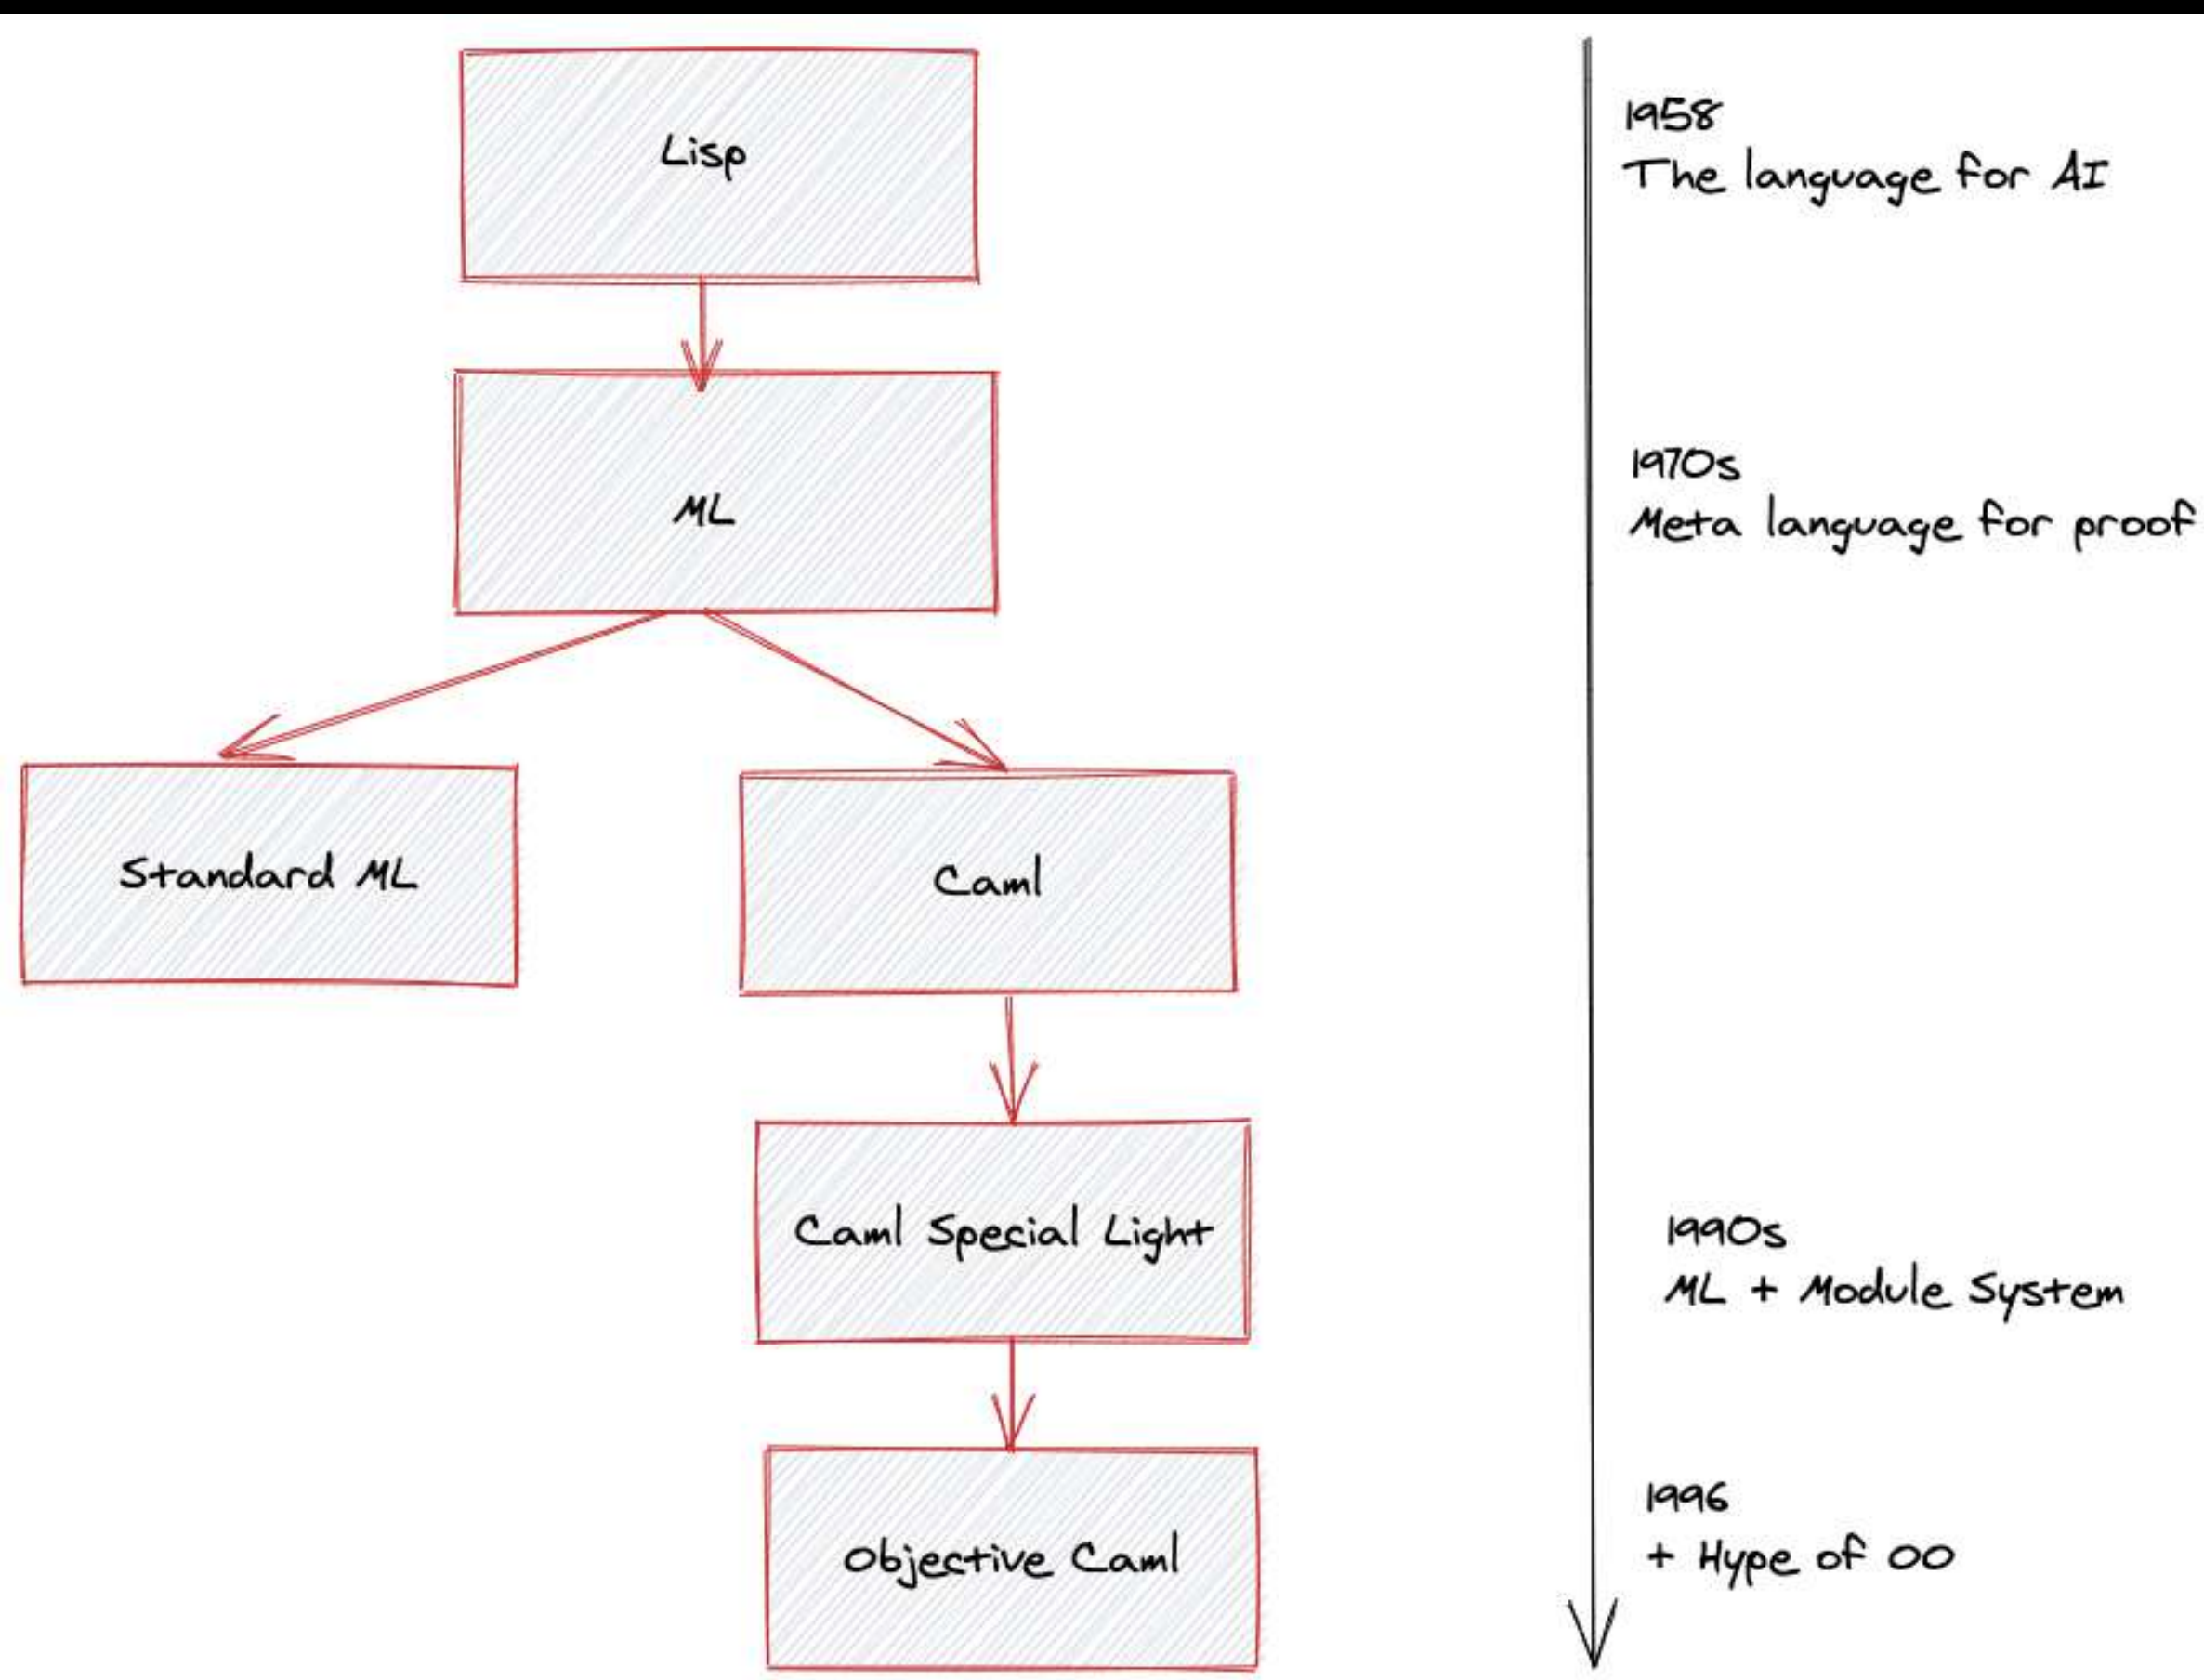 Lisp
1958
The language for AI
ML
1970s
Meta language for proof
Standard ML
Caml
Caml Special Light
1990s
ML + Module System
Objective Caml
1996
+ Hype of OO